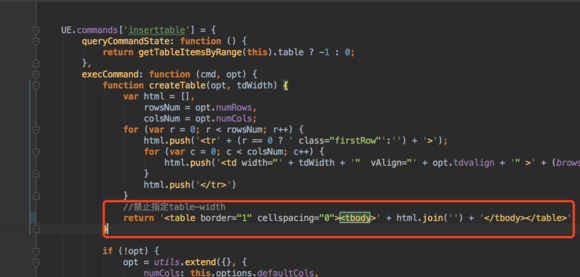 UE.commands['inserttable'] = {
queryCommandState: function () {
return getTableItemsByRange(this).table ? -1 : 0;
},
execCommand: function (cmd, opt) {
function createTable(opt, tdWidth) {
var html = [],
rowsNum = opt.numRows,
colsNum = opt.numCols;
for (var r = 0; r < rowsNum; r++) {
html.push('<tr' + (r == 0 ? ' class="firstRow"':'') + '>');
for (var c = 0; c < colsNum; c++) {
html.push('<td width="' + tdWidth + '"  vAlign="' + opt.tdvalign + '" >' + (brows
}
html.push('</tr>')
}
//禁止指定table-width
return '<table border="1" cellspacing="0"><tbody>' + html.join('') + '</tbody></table>'
}
if (!opt) {
opt = utils.extend({}, {
numCols: this.options.defaultCols,